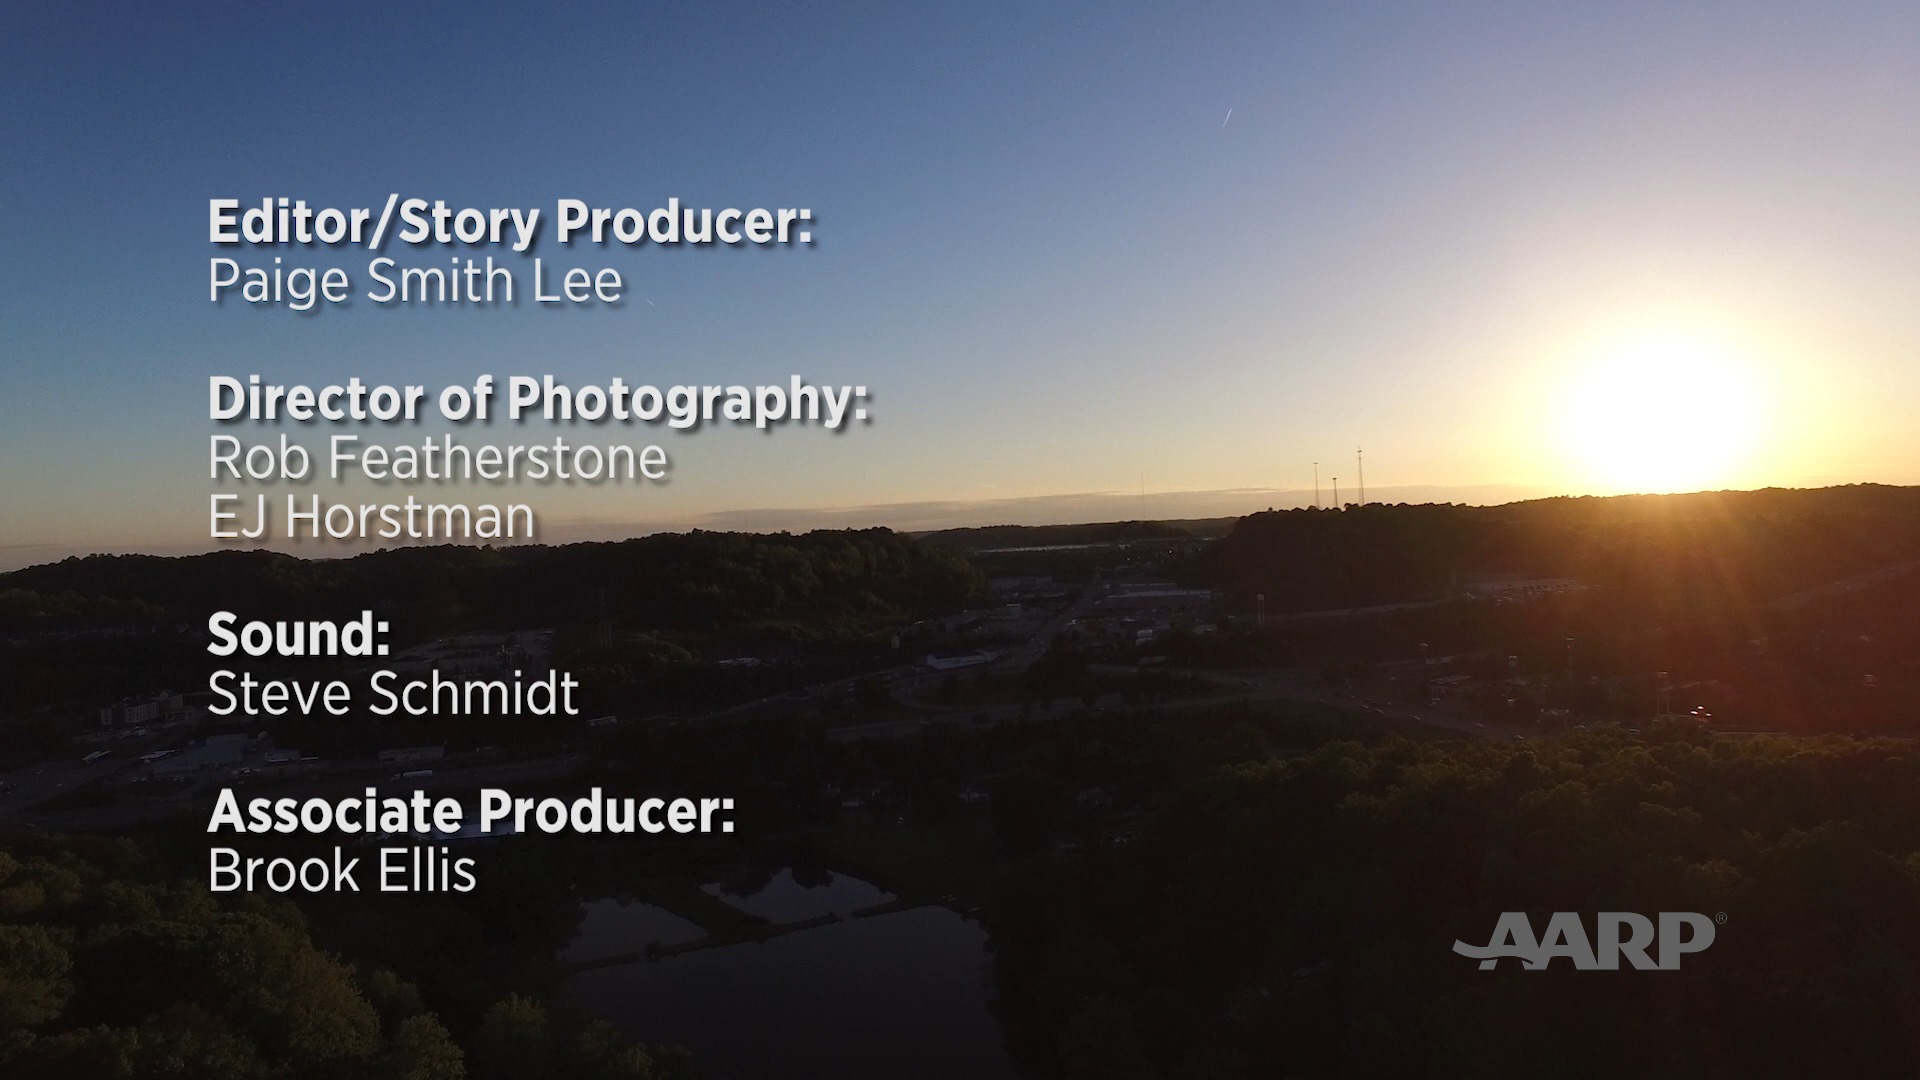 Editor/Story Producer:
Paige Smith Lee
Director of Photography:
Rob Featherstone
EJ Horstman
Sound:
Steve Schmidt
Associate Producer:
Brook Ellis
AARP®